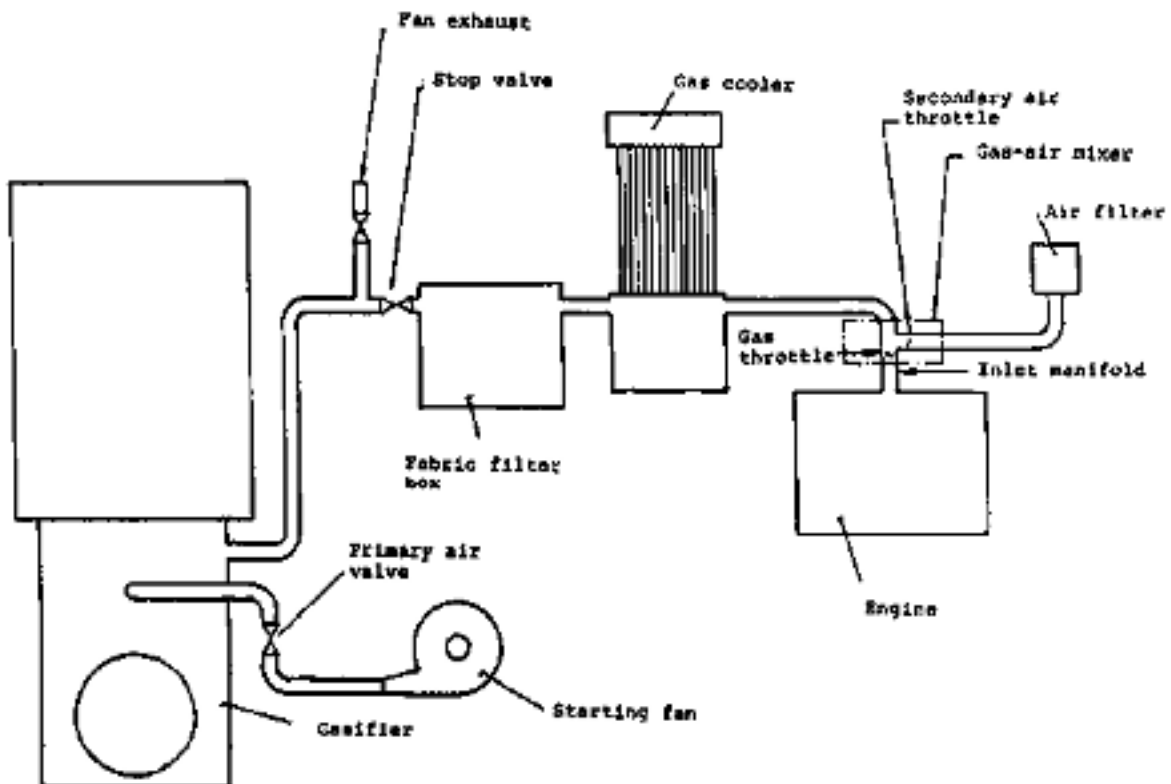 Fan exhaust
Stop valve
Gas cooler
Secondary air
throttle
Gas-air mixer
Air filter
Gas
throttle
Inlet manifold
Fabric filter
box
Primary air
valve
Engine
Starting fan
Gasifier